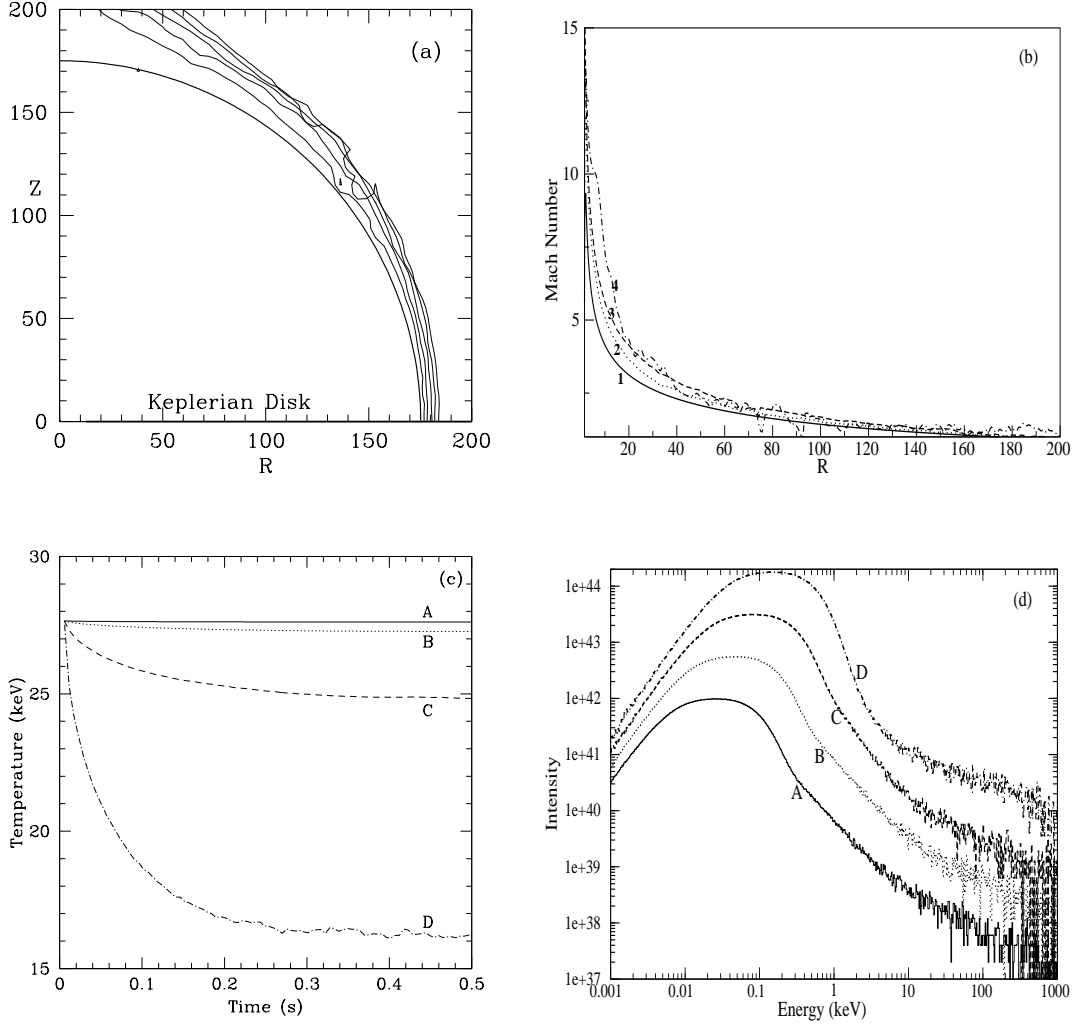 200
150
100
50
0
Z
(a)
Keplerian Disk
0 50 100 150 200
R
15
10
5
Mach Number
(b)
4
3
2
1
20 40 60 80 100 120 140 160 180 200
R
30
25
20
15
Temperature (keV)
(c)
A
B
C
D
0 0.1 0.2 0.3 0.4 0.5
Time (s)
1e+44
1e+43
1e+42
1e+41
1e+40
1e+39
1e+38
1e+37
Intensity
(d)
D
C
B
A
0.001 0.01 0.1 1 10 100 1000
Energy (keV)